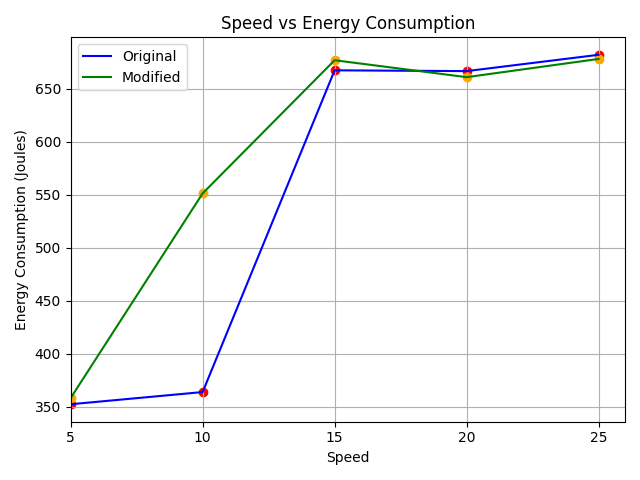 Speed vs Energy Consumption
Original
Modified
Energy Consumption (Joules)
650
600
550
500
450
400
350
5 10 15 20 25
Speed